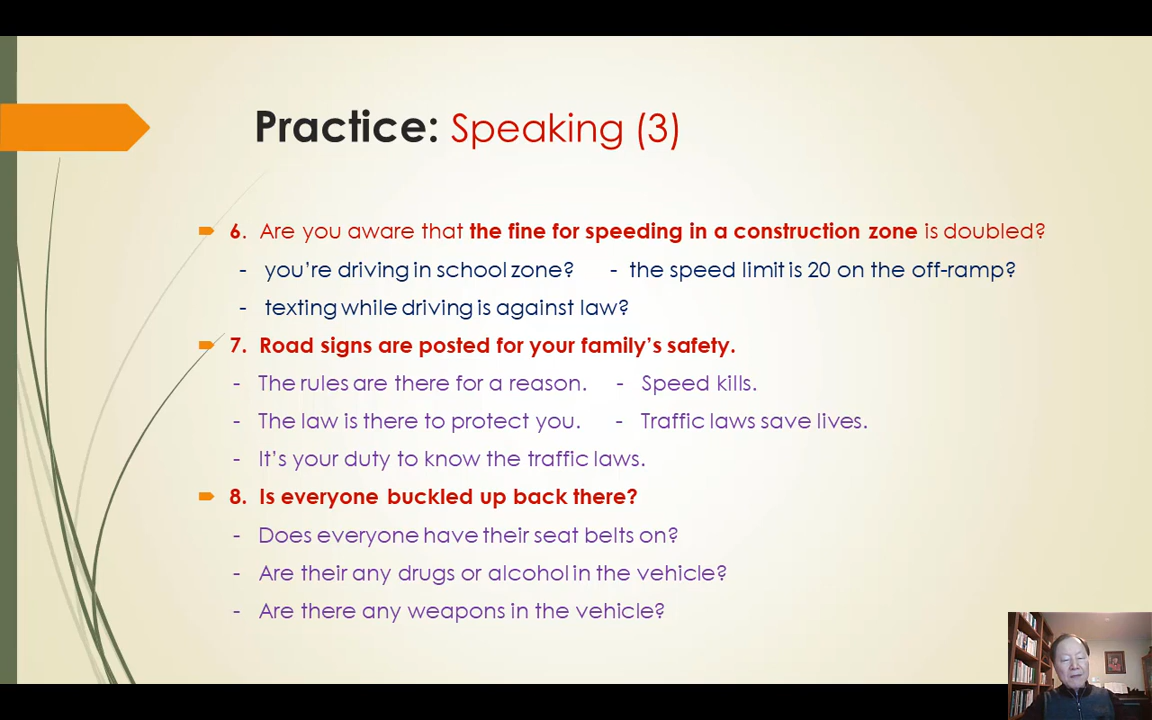 Practice: Speaking (3)
6. Are you aware that the fine for speeding in a construction zone is doubled?
- you're driving in school zone? - the speed limit is 20 on the off-ramp?
- texting while driving is against law?
7. Road signs are posted for your family's safety.
- The rules are there for a reason. - Speed kills.
- The law is there to protect you. - Traffic laws save lives.
- It's your duty to know the traffic laws.
8. Is everyone buckled up back there?
- Does everyone have their seat belts on?
- Are their any drugs or alcohol in the vehicle?
- Are there any weapons in the vehicle?